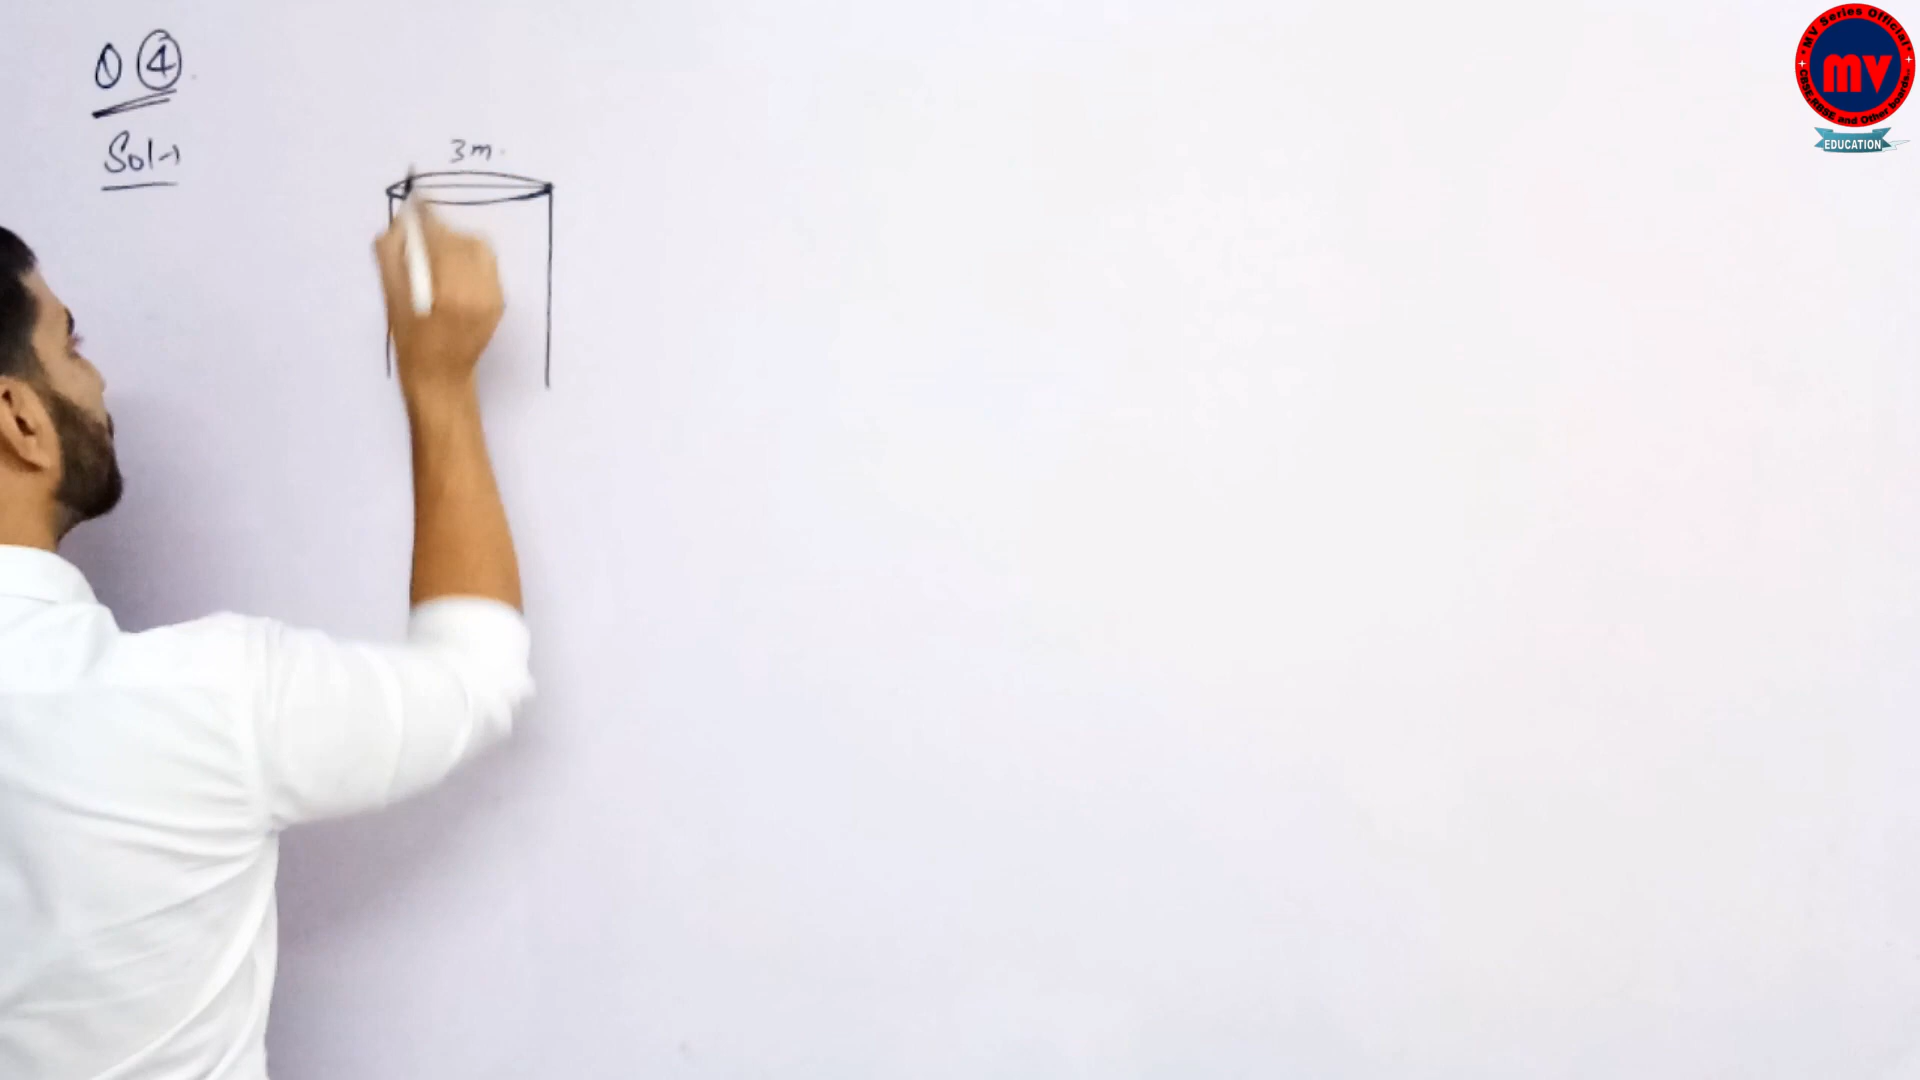 Q ④.
Sol→
3m.
MV Series Official
MV
CBSE, RBSE and Other boards..
EDUCATION